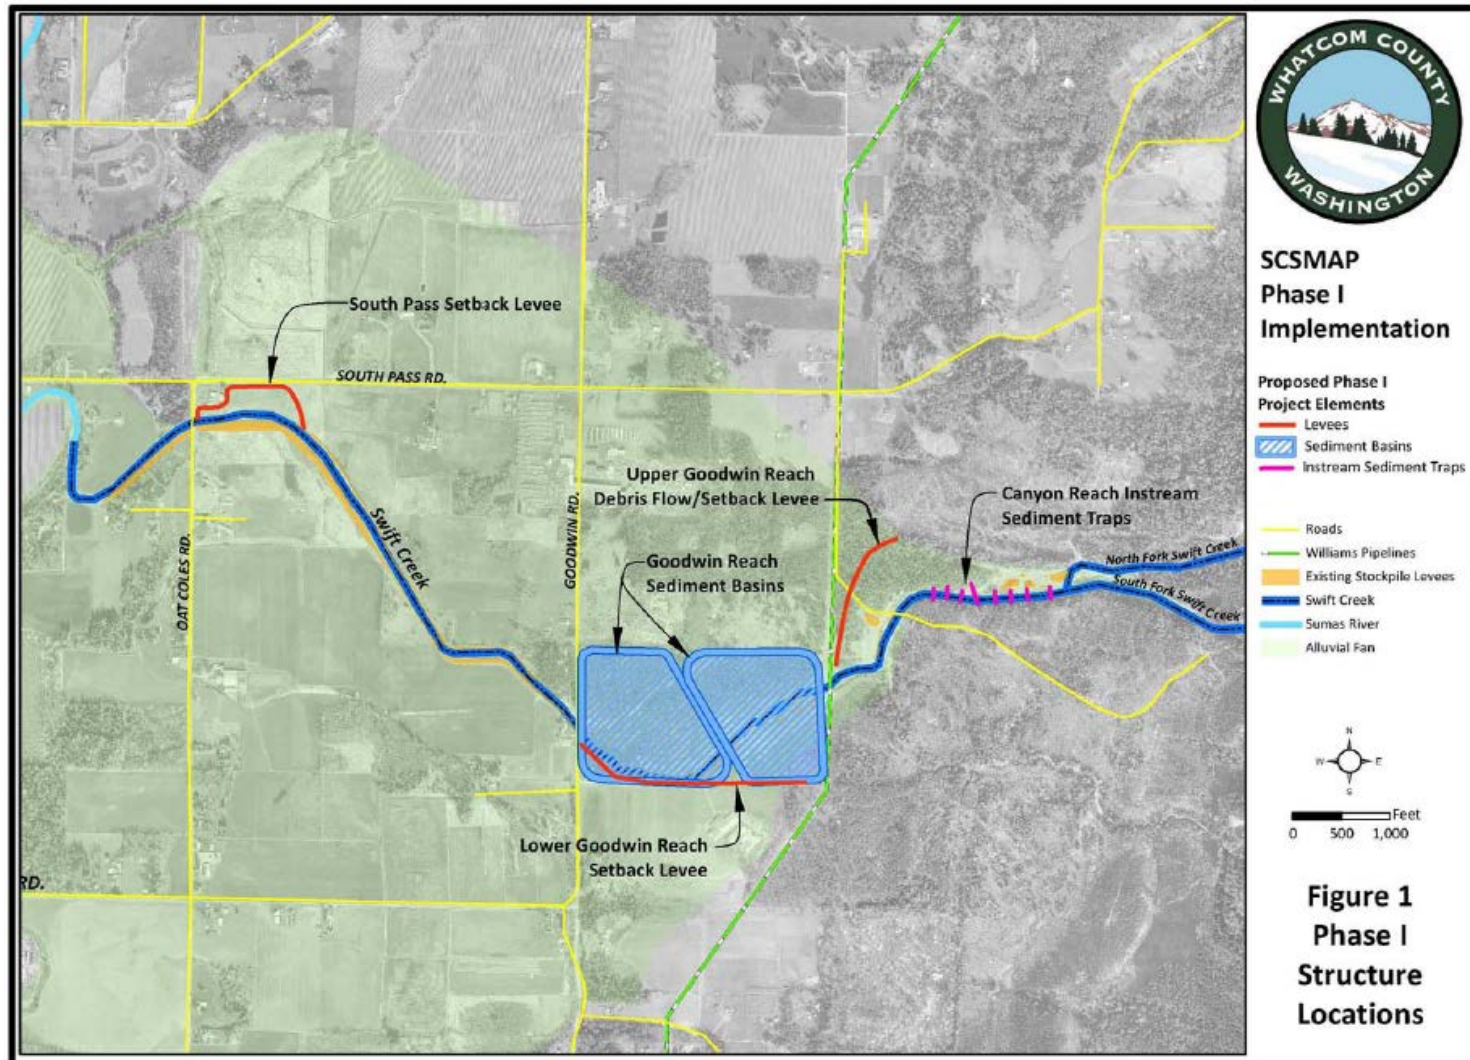 WHATCOM COUNTY
WASHINGTON
SCSMAP
Phase I
Implementation
Proposed Phase I
Project Elements
Levees
Sediment Basins
Instream Sediment Traps
Roads
Williams Pipelines
Existing Stockpile Levees
Swift Creek
Sumas River
Alluvial Fan
N
W
E
S
Feet
0 500 1,000
Figure 1
Phase I
Structure
Locations
South Pass Setback Levee
SOUTH PASS RD.
Upper Goodwin Reach
Debris Flow/Setback Levee
Canyon Reach Instream
Sediment Traps
GOODWIN RD.
Swift Creek
OAT COLES RD.
Goodwin Reach
Sediment Basins
North Fork Swift Creek
South Fork Swift Creek
Lower Goodwin Reach
Setback Levee
RD.